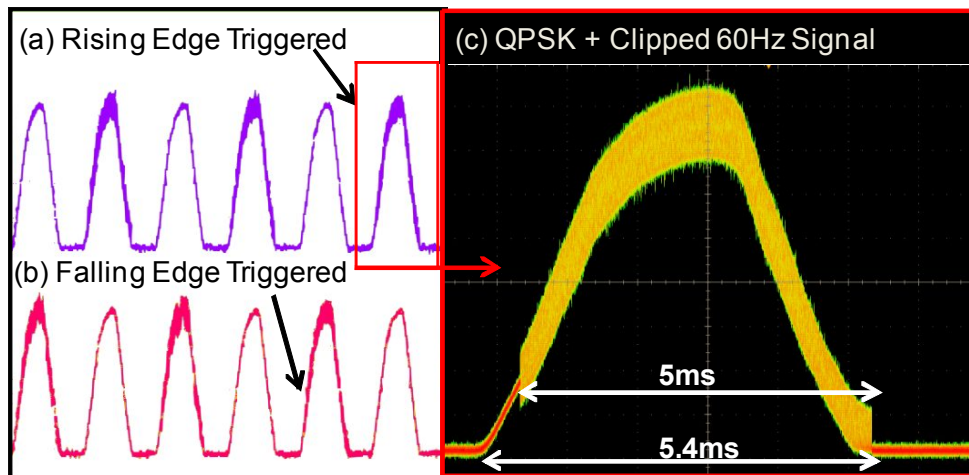 (a) Rising Edge Triggered
(b) Falling Edge Triggered
(c) QPSK + Clipped 60Hz Signal
5ms
5.4ms